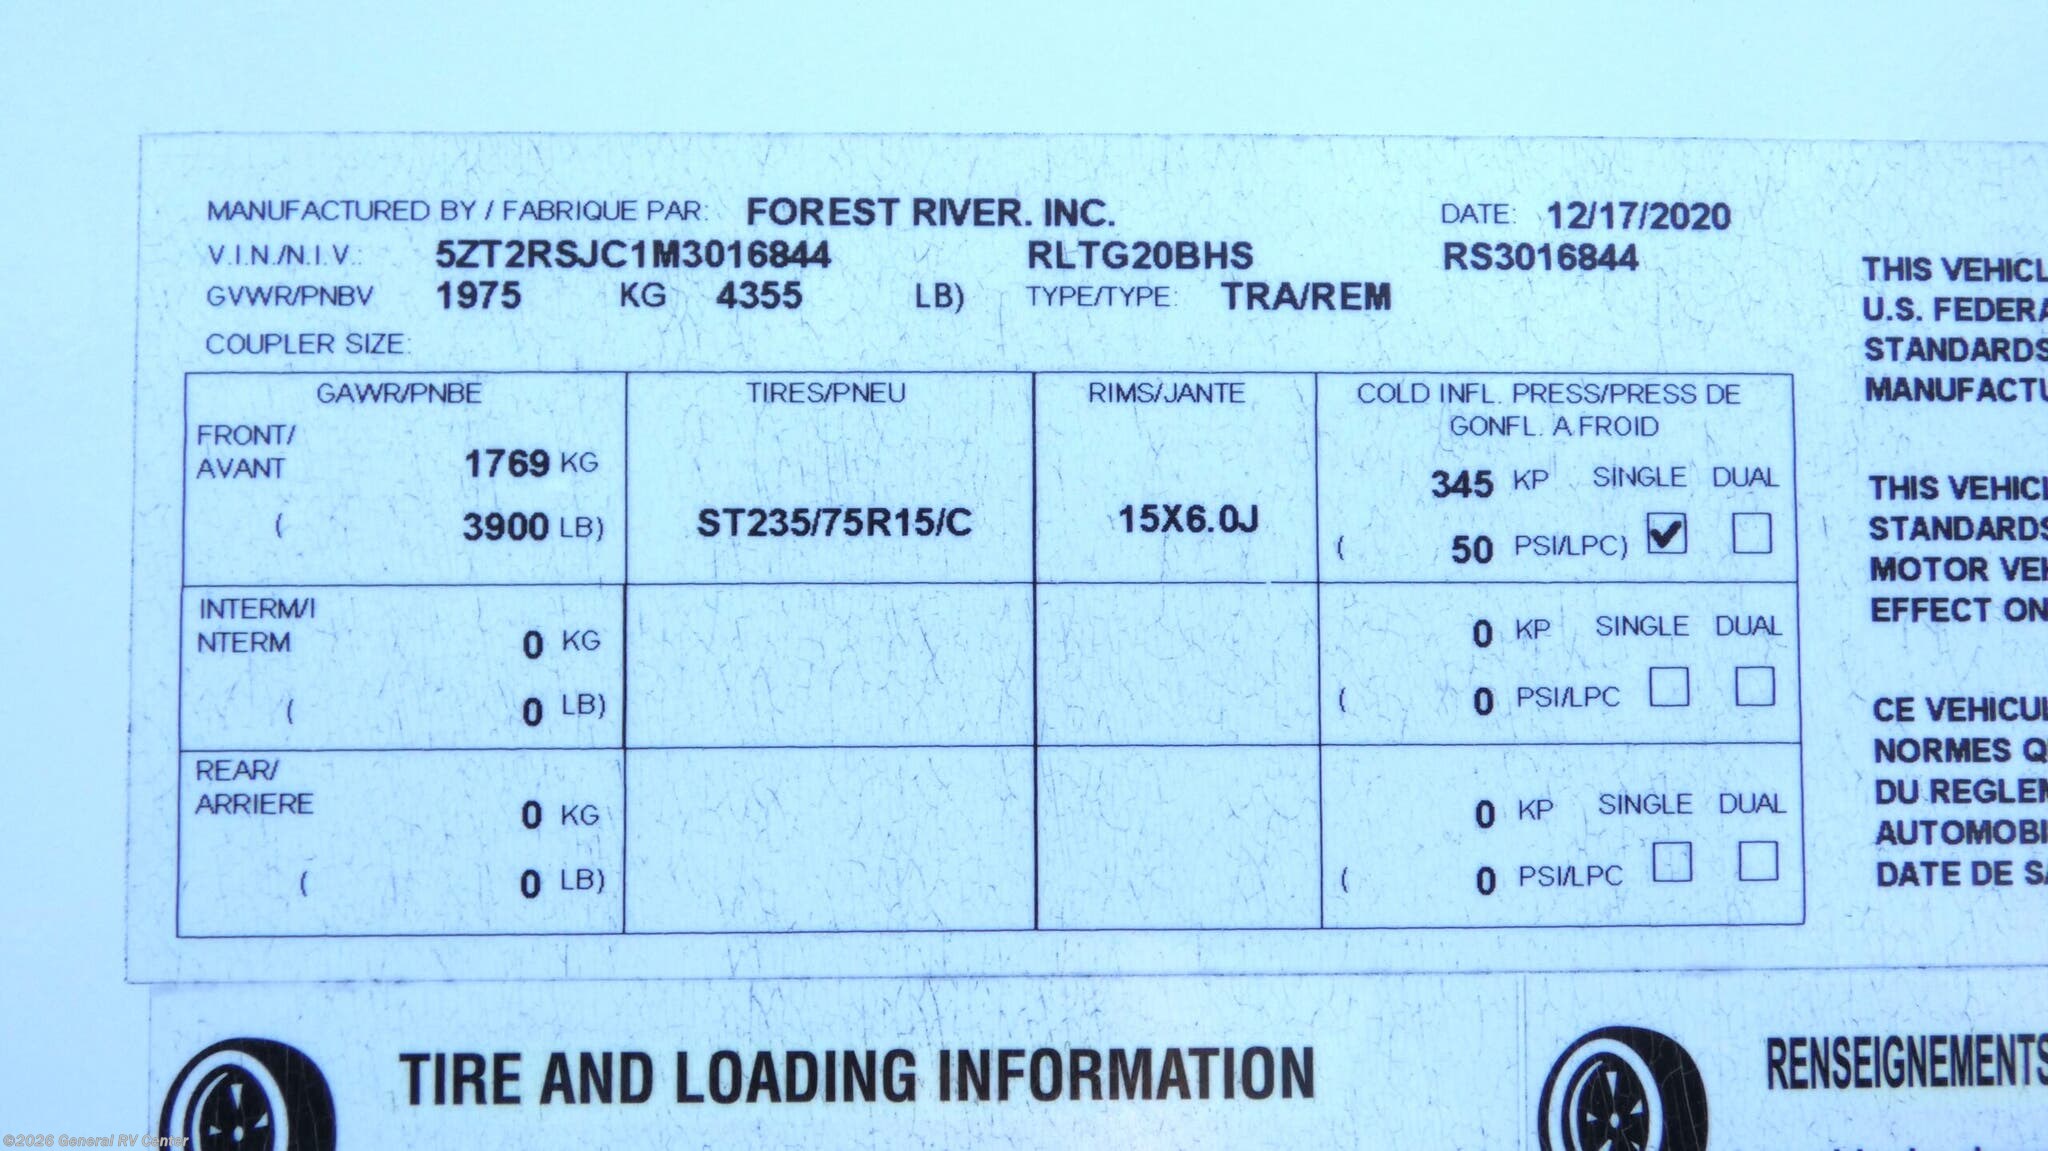 MANUFACTURED BY / FABRIQUE PAR: FOREST RIVER. INC. DATE: 12/17/2020
V.I.N./N.I.V.: 5ZT2RSJC1M3016844 RLTG20BHS RS3016844
GVWR/PNBV 1975 KG 4355 LB) TYPE/TYPE: TRA/REM
COUPLER SIZE:
GAWR/PNBE TIRES/PNEU RIMS/JANTE COLD INFL. PRESS/PRESS DE
GONFL. A FROID
FRONT/
AVANT 1769 KG 345 KP SINGLE DUAL
( 3900 LB) ST235/75R15/C 15X6.0J ( 50 PSI/LPC)
INTERM/I
NTERM 0 KG 0 KP SINGLE DUAL
( 0 LB) ( 0 PSI/LPC
REAR/
ARRIERE 0 KG 0 KP SINGLE DUAL
( 0 LB) ( 0 PSI/LPC
THIS VEHICL
U.S. FEDERA
STANDARDS
MANUFACTU
THIS VEHICL
STANDARDS
MOTOR VEH
EFFECT ON
CE VEHICUL
NORMES Q
DU REGLEM
AUTOMOBI
DATE DE SA
TIRE AND LOADING INFORMATION
RENSEIGNEMENTS
©2026 General RV Center